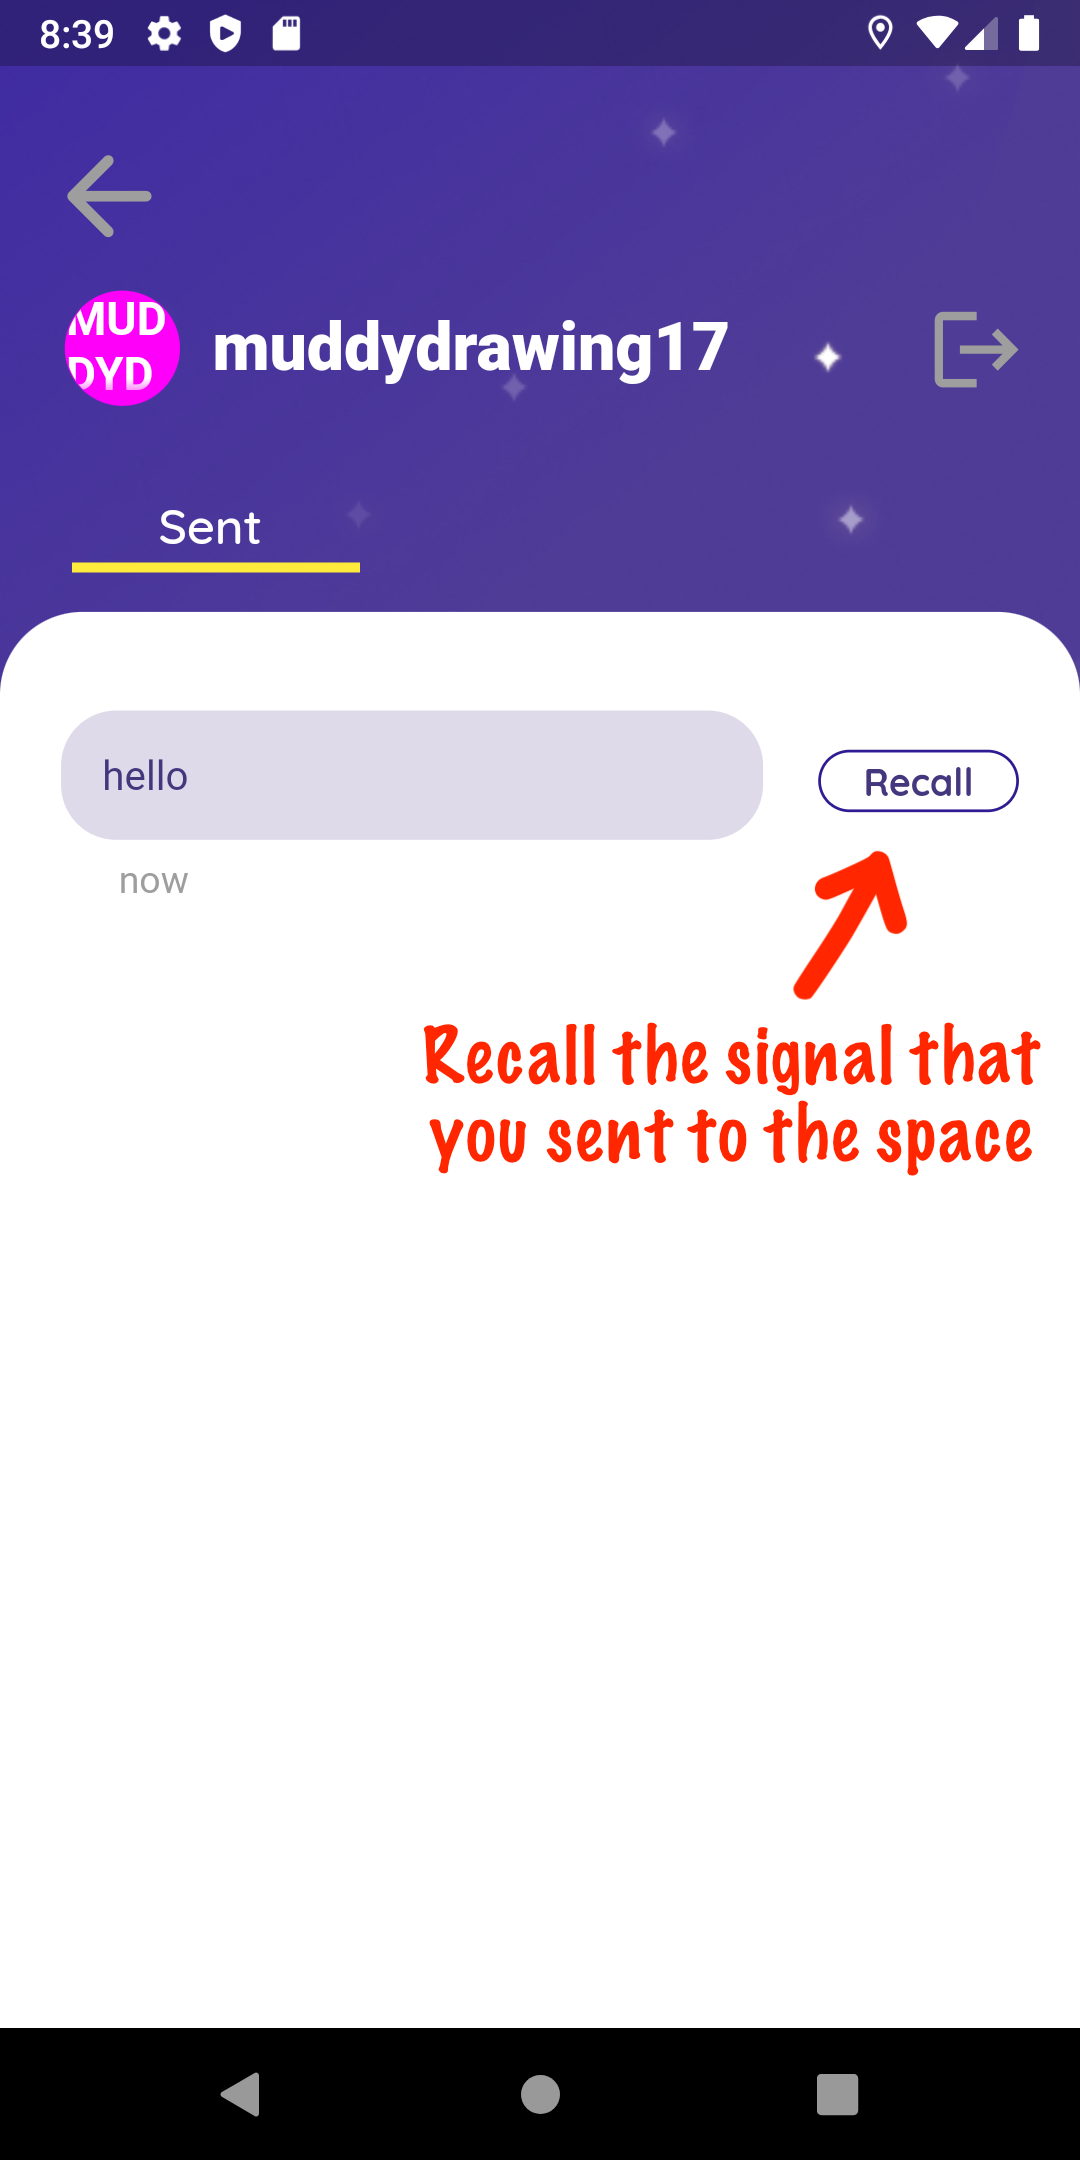 8:39
MUD
DYD
muddydrawing17
Sent
hello
Recall
now
Recall the signal that
you sent to the space